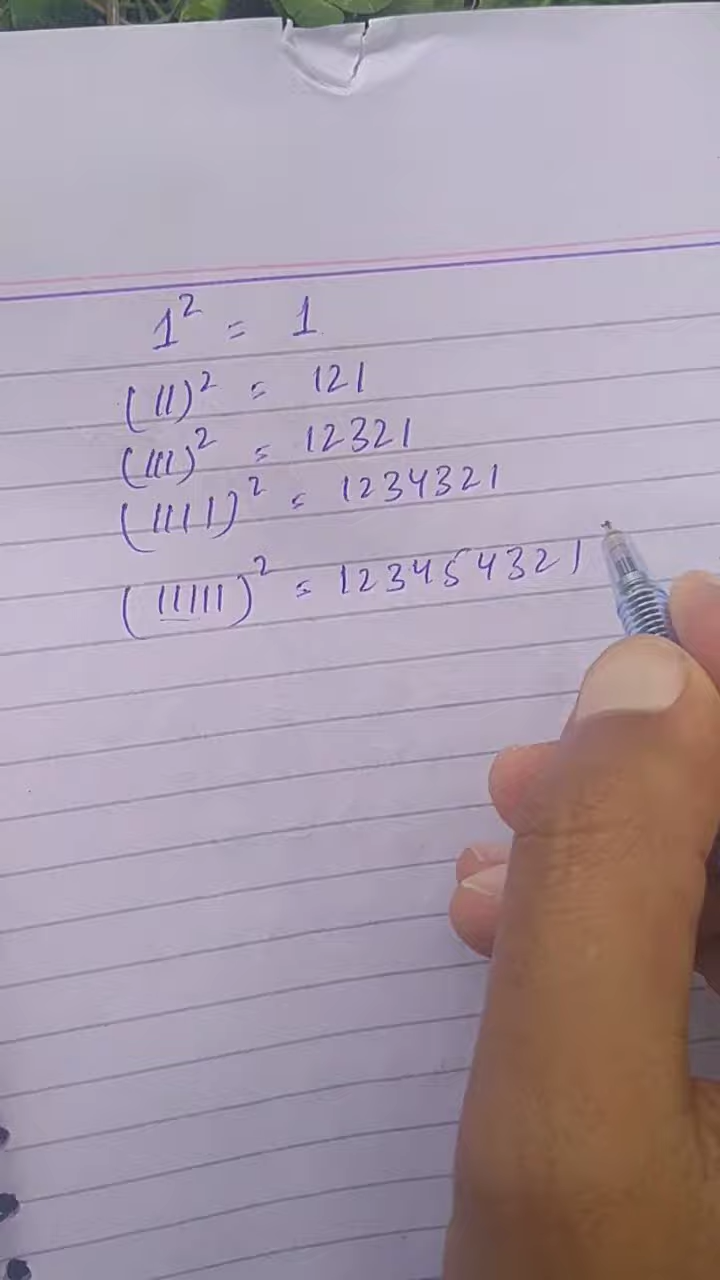 1² = 1
(11)² = 121
(111)² = 12321
(1111)² = 1234321
(11111)² = 123454321